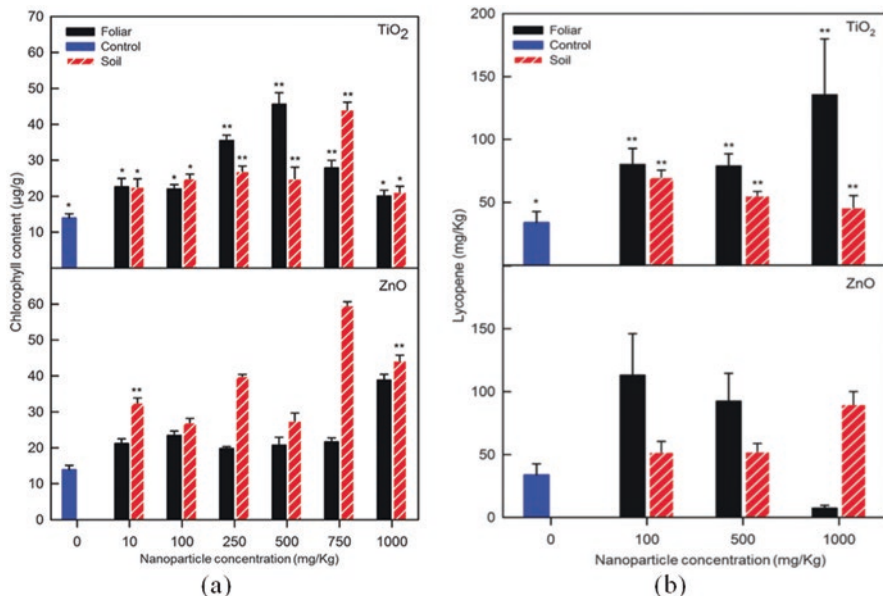 70
60
50
40
30
20
10
Foliar
Control
Soil
TiO2
*
* *
* *
** **
** **
** **
* *
Chlorophyll content (µg/g)
60
50
40
30
20
10
0
ZnO
**
**
0 10 100 250 500 750 1000
Nanoparticle concentration (mg/Kg)
(a)
200
150
100
50
Foliar
Control
Soil
TiO2
*
** **
** **
** **
Lycopene (mg/Kg)
150
100
50
0
ZnO
0 100 500 1000
Nanoparticle concentration (mg/Kg)
(b)